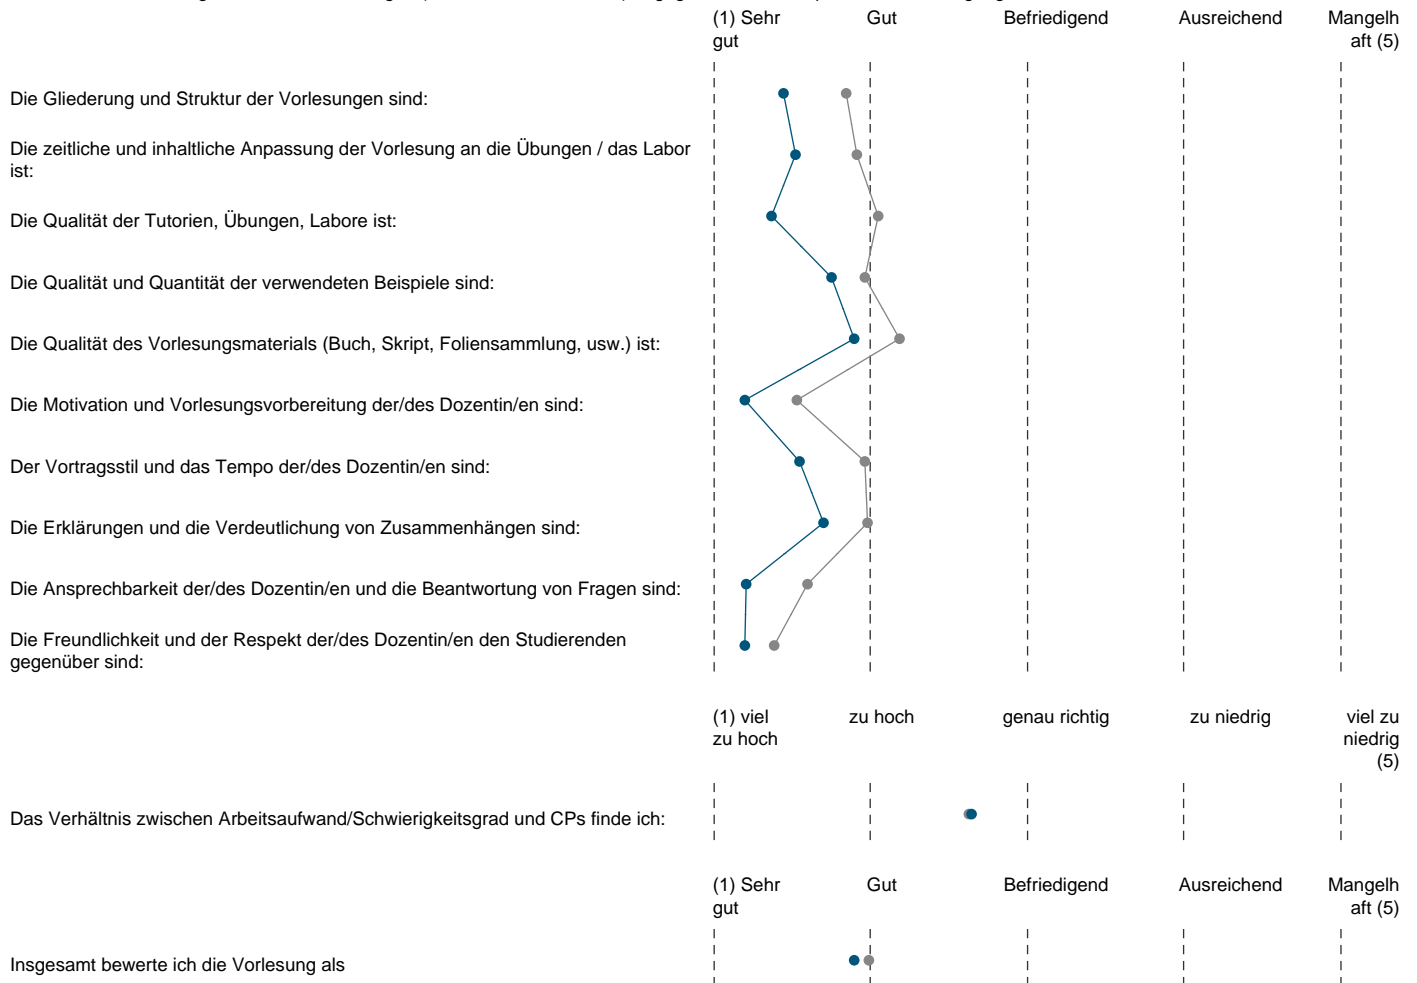 (1) Sehr gut Gut Befriedigend Ausreichend Mangelh aft (5)
Die Gliederung und Struktur der Vorlesungen sind:
Die zeitliche und inhaltliche Anpassung der Vorlesung an die Übungen / das Labor
ist:
Die Qualität der Tutorien, Übungen, Labore ist:
Die Qualität und Quantität der verwendeten Beispiele sind:
Die Qualität des Vorlesungsmaterials (Buch, Skript, Foliensammlung, usw.) ist:
Die Motivation und Vorlesungsvorbereitung der/des Dozentin/en sind:
Der Vortragsstil und das Tempo der/des Dozentin/en sind:
Die Erklärungen und die Verdeutlichung von Zusammenhängen sind:
Die Ansprechbarkeit der/des Dozentin/en und die Beantwortung von Fragen sind:
Die Freundlichkeit und der Respekt der/des Dozentin/en den Studierenden
gegenüber sind:
(1) viel zu hoch zu hoch genau richtig zu niedrig viel zu niedrig (5)
Das Verhältnis zwischen Arbeitsaufwand/Schwierigkeitsgrad und CPs finde ich:
(1) Sehr gut Gut Befriedigend Ausreichend Mangelh aft (5)
Insgesamt bewerte ich die Vorlesung als